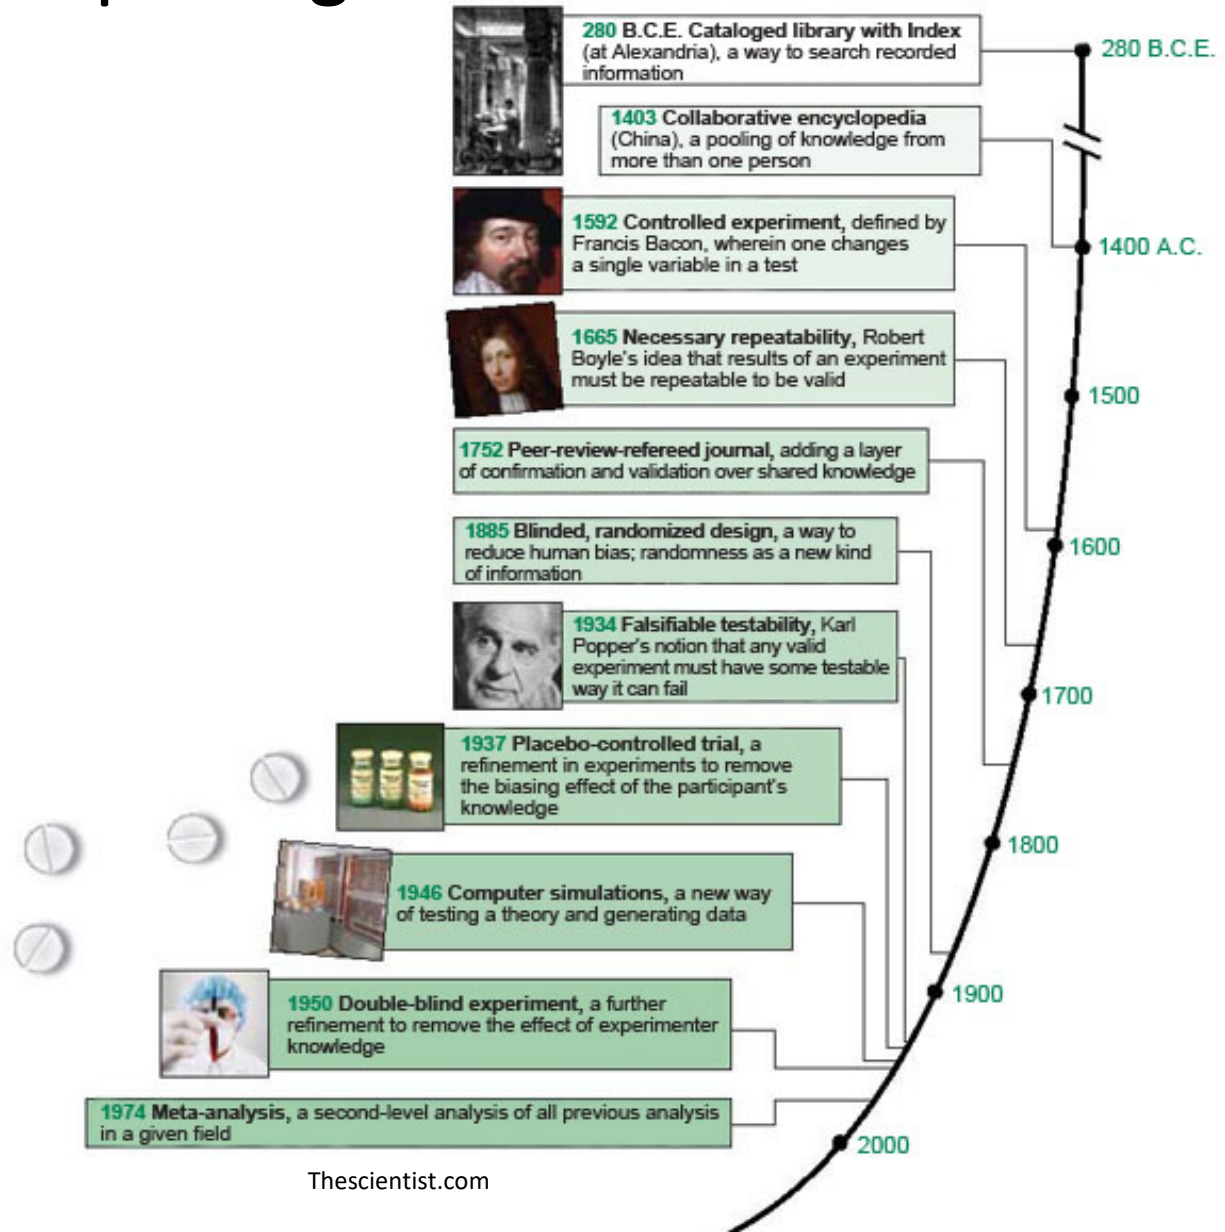 280 B.C.E. Cataloged library with Index
(at Alexandria), a way to search recorded
information
280 B.C.E.
1403 Collaborative encyclopedia
(China), a pooling of knowledge from
more than one person
1592 Controlled experiment, defined by
Francis Bacon, wherein one changes
a single variable in a test
1400 A.C.
1665 Necessary repeatability, Robert
Boyle's idea that results of an experiment
must be repeatable to be valid
1500
1752 Peer-review-refereed journal, adding a layer
of confirmation and validation over shared knowledge
1885 Blinded, randomized design, a way to
reduce human bias; randomness as a new kind
of information
1600
1934 Falsifiable testability, Karl
Popper's notion that any valid
experiment must have some testable
way it can fail
1700
1937 Placebo-controlled trial, a
refinement in experiments to remove
the biasing effect of the participant's
knowledge
1800
1946 Computer simulations, a new way
of testing a theory and generating data
1900
1950 Double-blind experiment, a further
refinement to remove the effect of experimenter
knowledge
1974 Meta-analysis, a second-level analysis of all previous analysis
in a given field
2000
Thescientist.com